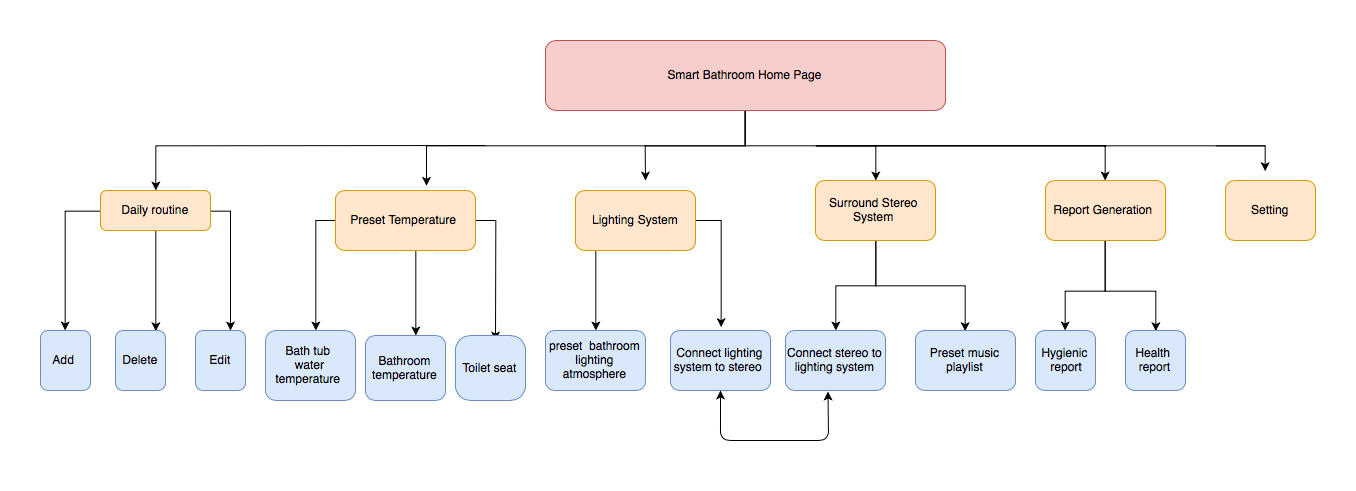 Smart Bathroom Home Page
Daily routine
Preset Temperature
Lighting System
Surround Stereo
System
Report Generation
Setting
Add
Delete
Edit
Bath tub
water
temperature
Bathroom
temperature
Toilet seat
preset bathroom
lighting
atmosphere
Connect lighting
system to stereo
Connect stereo to
lighting system
Preset music
playlist
Hygienic
report
Health
report